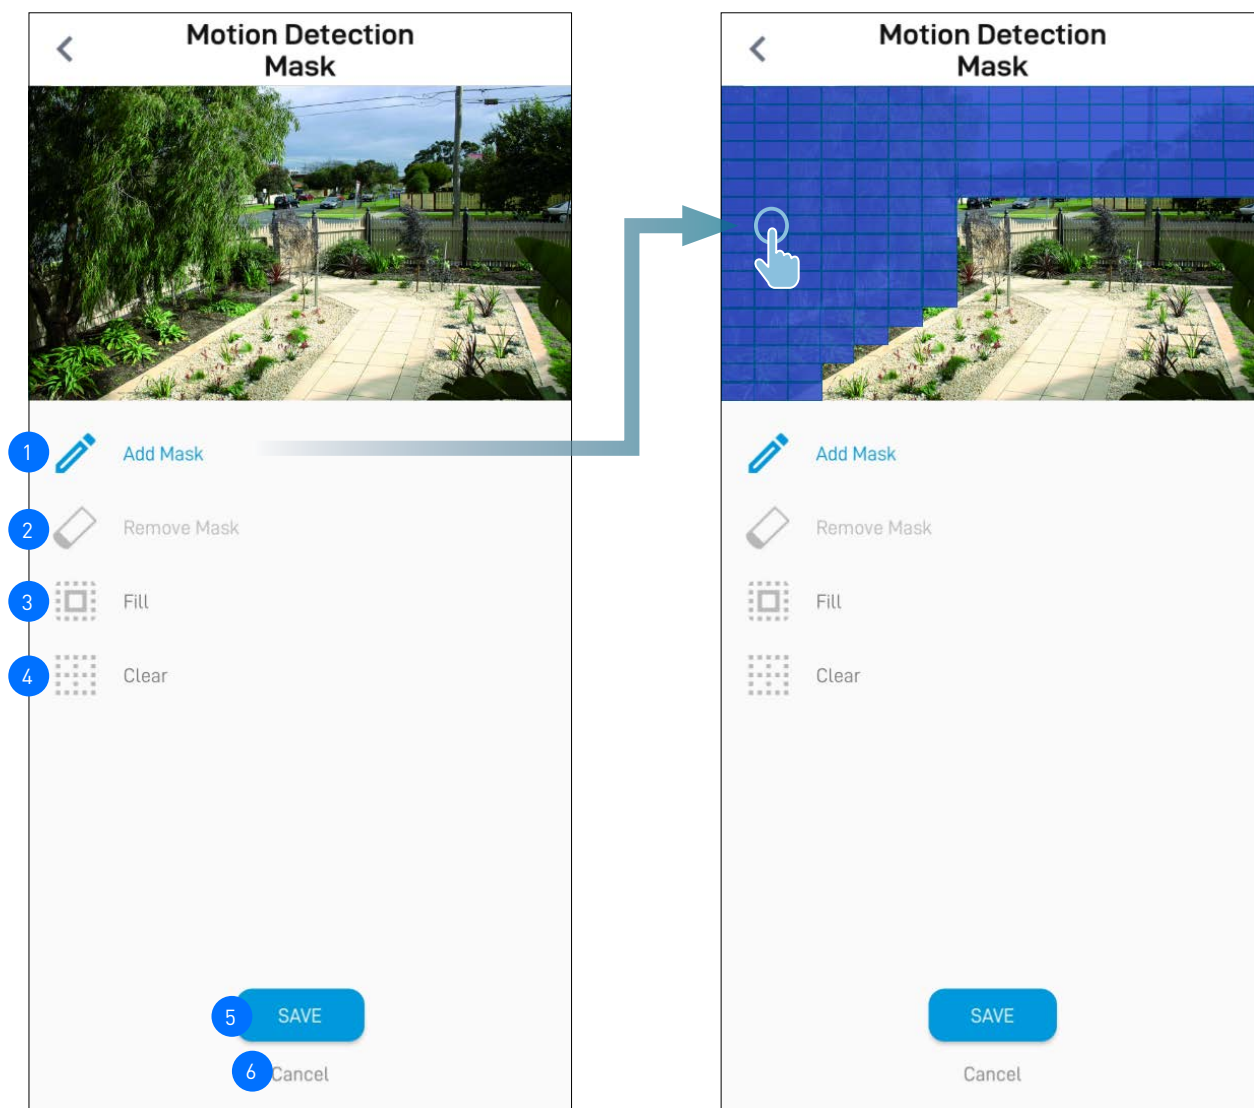 Motion Detection
Mask
1 Add Mask
2 Remove Mask
3 Fill
4 Clear
5 SAVE
6 Cancel
Motion Detection
Mask
Add Mask
Remove Mask
Fill
Clear
SAVE
Cancel